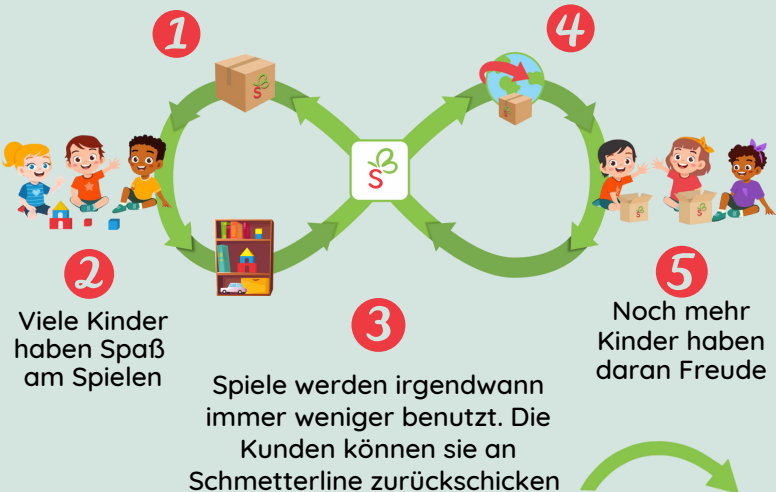 1
4
S
S
2
Viele Kinder
haben Spaß
am Spielen
3
Spiele werden irgendwann
immer weniger benutzt. Die
Kunden können sie an
Schmetterline zurückschicken
5
Noch mehr
Kinder haben
daran Freude